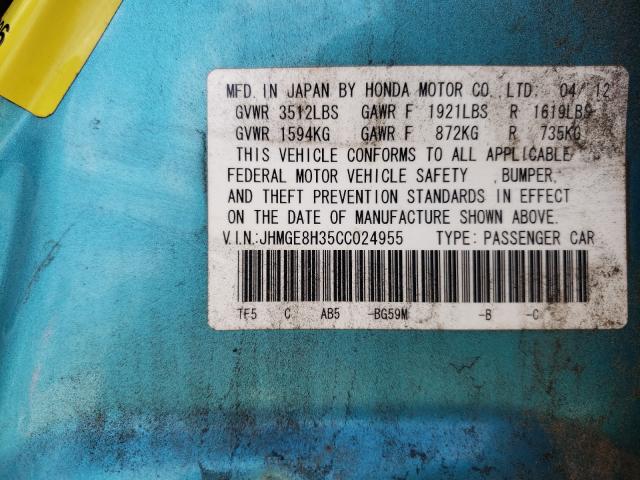 MFD. IN JAPAN BY HONDA MOTOR CO., LTD. 04/12
GVWR 3512LBS GAWR F 1921LBS R 1619LBS
GVWR 1594KG GAWR F 872KG R 735KG
THIS VEHICLE CONFORMS TO ALL APPLICABLE
FEDERAL MOTOR VEHICLE SAFETY , BUMPER,
AND THEFT PREVENTION STANDARDS IN EFFECT
ON THE DATE OF MANUFACTURE SHOWN ABOVE.
V.I.N.:JHMGE8H35CC024955 TYPE: PASSENGER CAR
TF5 C AB5 -BG59M -B -C